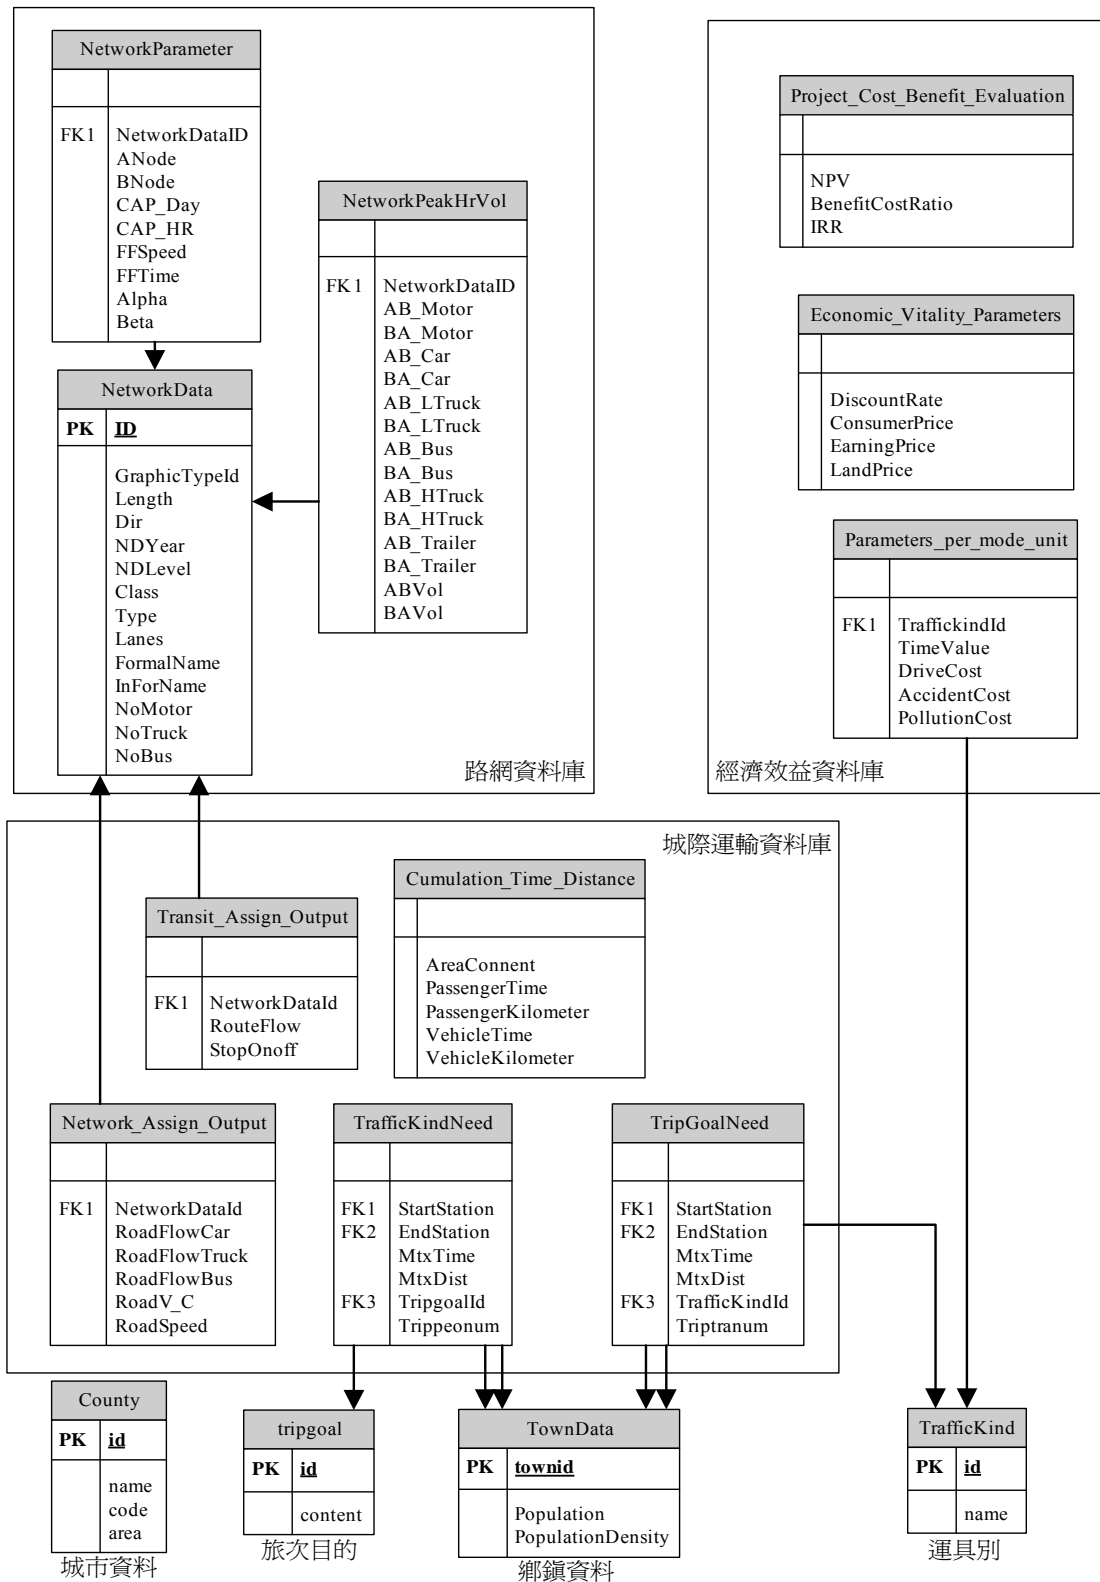 NetworkParameter
FK1 NetworkDataID
ANode
BNode
CAP_Day
CAP_HR
FFSpeed
FFTime
Alpha
Beta
NetworkPeakHrVol
FK1 NetworkDataID
AB_Motor
BA_Motor
AB_Car
BA_Car
AB_LTruck
BA_LTruck
AB_Bus
BA_Bus
AB_HTruck
BA_HTruck
AB_Trailer
BA_Trailer
ABVol
BAVol
NetworkData
PK ID
GraphicTypeId
Length
Dir
NDYear
NDLevel
Class
Type
Lanes
FormalName
InForName
NoMotor
NoTruck
NoBus
路網資料庫
Project_Cost_Benefit_Evaluation
NPV
BenefitCostRatio
IRR
Economic_Vitality_Parameters
DiscountRate
ConsumerPrice
EarningPrice
LandPrice
Parameters_per_mode_unit
FK1 TraffickindId
TimeValue
DriveCost
AccidentCost
PollutionCost
經濟效益資料庫
城際運輸資料庫
Transit_Assign_Output
FK1 NetworkDataId
RouteFlow
StopOnoff
Cumulation_Time_Distance
AreaConnent
PassengerTime
PassengerKilometer
VehicleTime
VehicleKilometer
Network_Assign_Output
FK1 NetworkDataId
RoadFlowCar
RoadFlowTruck
RoadFlowBus
RoadV_C
RoadSpeed
TrafficKindNeed
FK1 StartStation
FK2 EndStation
MtxTime
MtxDist
FK3 TripgoalId
Trippeonum
TripGoalNeed
FK1 StartStation
FK2 EndStation
MtxTime
MtxDist
FK3 TrafficKindId
Triptranum
County
PK id
name
code
area
城市資料
tripgoal
PK id
content
旅次目的
TownData
PK townid
Population
PopulationDensity
鄉鎮資料
TrafficKind
PK id
name
運具別